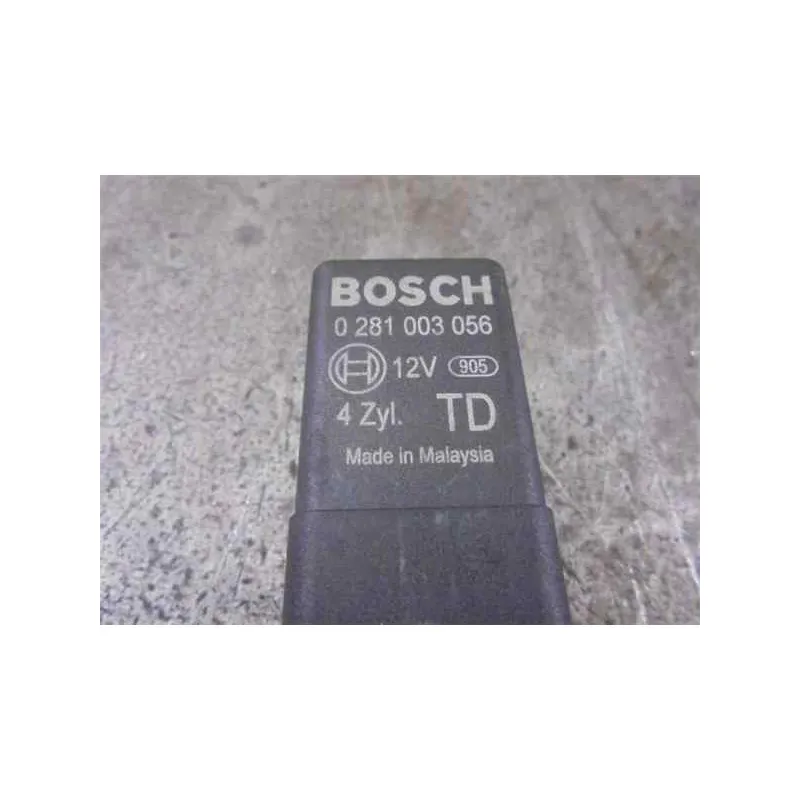 BOSCH
0 281 003 056
12V 905
4 Zyl. TD
Made in Malaysia